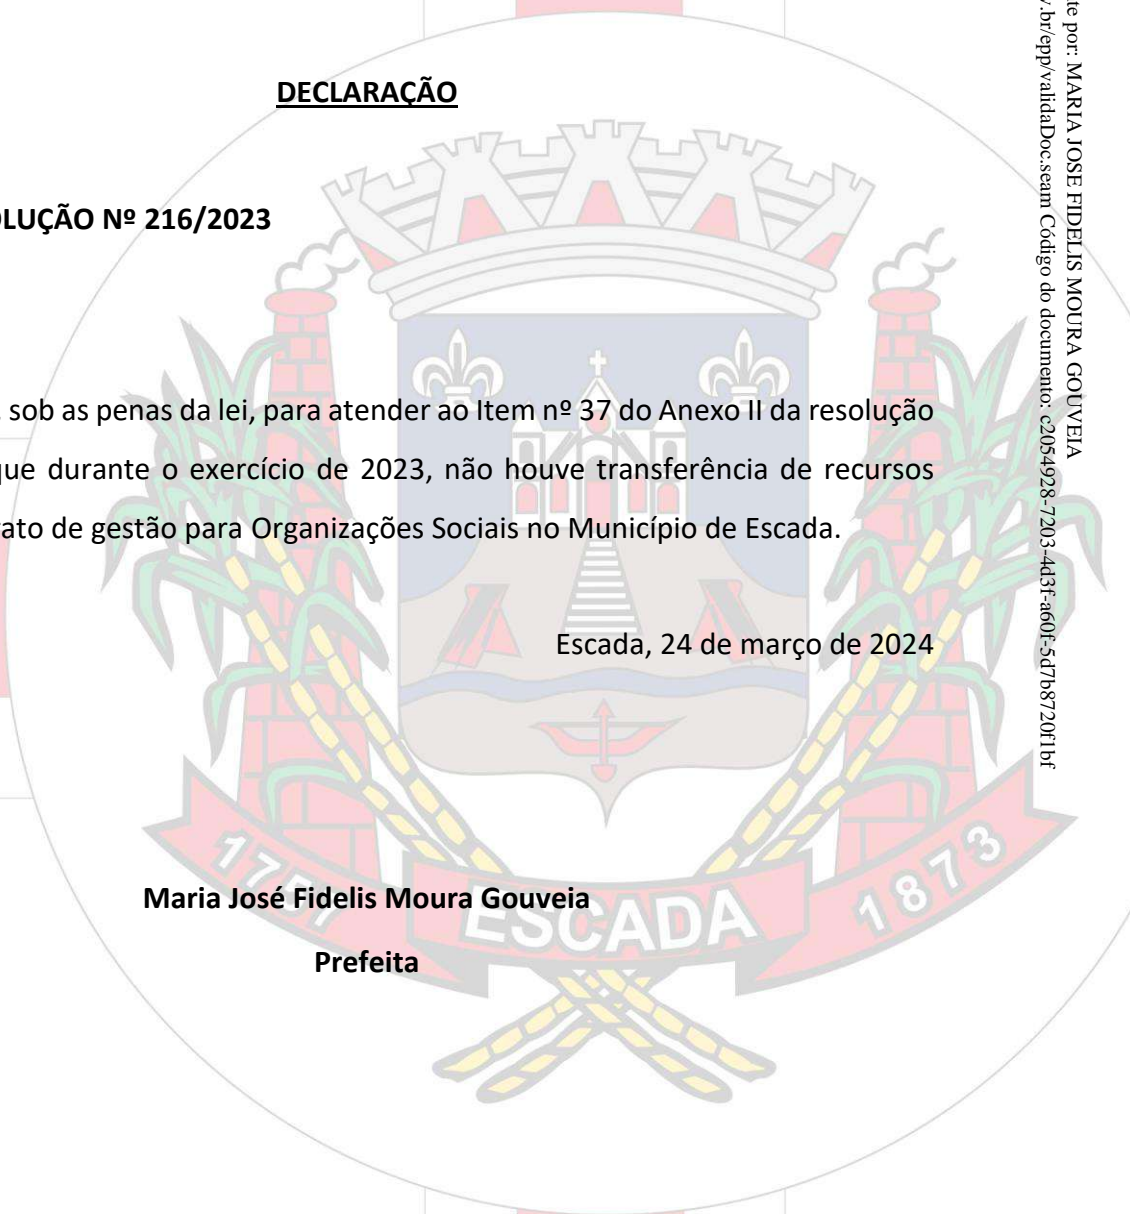 DECLARAÇÃO
OLUÇÃO Nº 216/2023
sob as penas da lei, para atender ao Item nº 37 do Anexo II da resolução
que durante o exercício de 2023, não houve transferência de recursos
ato de gestão para Organizações Sociais no Município de Escada.
Escada, 24 de março de 2024
Maria José Fidelis Moura Gouveia
Prefeita
1757 ESCADA 1873
te por: MARIA JOSE FIDELIS MOURA GOUVEIA
.br/epp/validaDoc.seam Código do documento: c2054928-7203-4d3f-a60f-5d7b8720f1bf